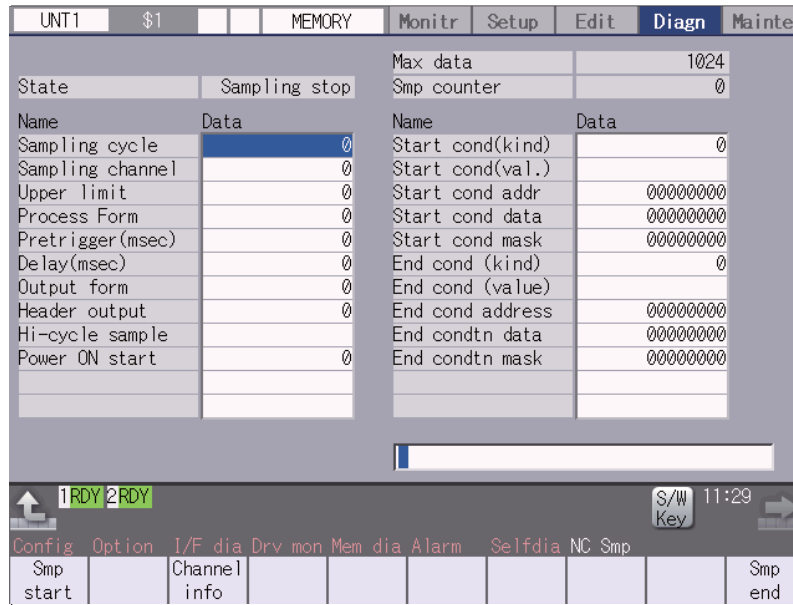 UNT1 $1 MEMORY Monitr Setup Edit Diagn Mainte
Max data 1024
State Sampling stop Smp counter 0
Name Data Name Data
Sampling cycle 0 Start cond(kind) 0
Sampling channel 0 Start cond(val.)
Upper limit 0 Start cond addr 00000000
Process Form 0 Start cond data 00000000
Pretrigger(msec) 0 Start cond mask 00000000
Delay(msec) 0 End cond (kind) 0
Output form 0 End cond (value)
Header output 0 End cond address 00000000
Hi-cycle sample End condtn data 00000000
Power ON start 0 End condtn mask 00000000
1RDY 2RDY S/W Key 11:29
Config Option I/F dia Drv mon Mem dia Alarm Selfdia NC Smp
Smp start Channel info Smp end